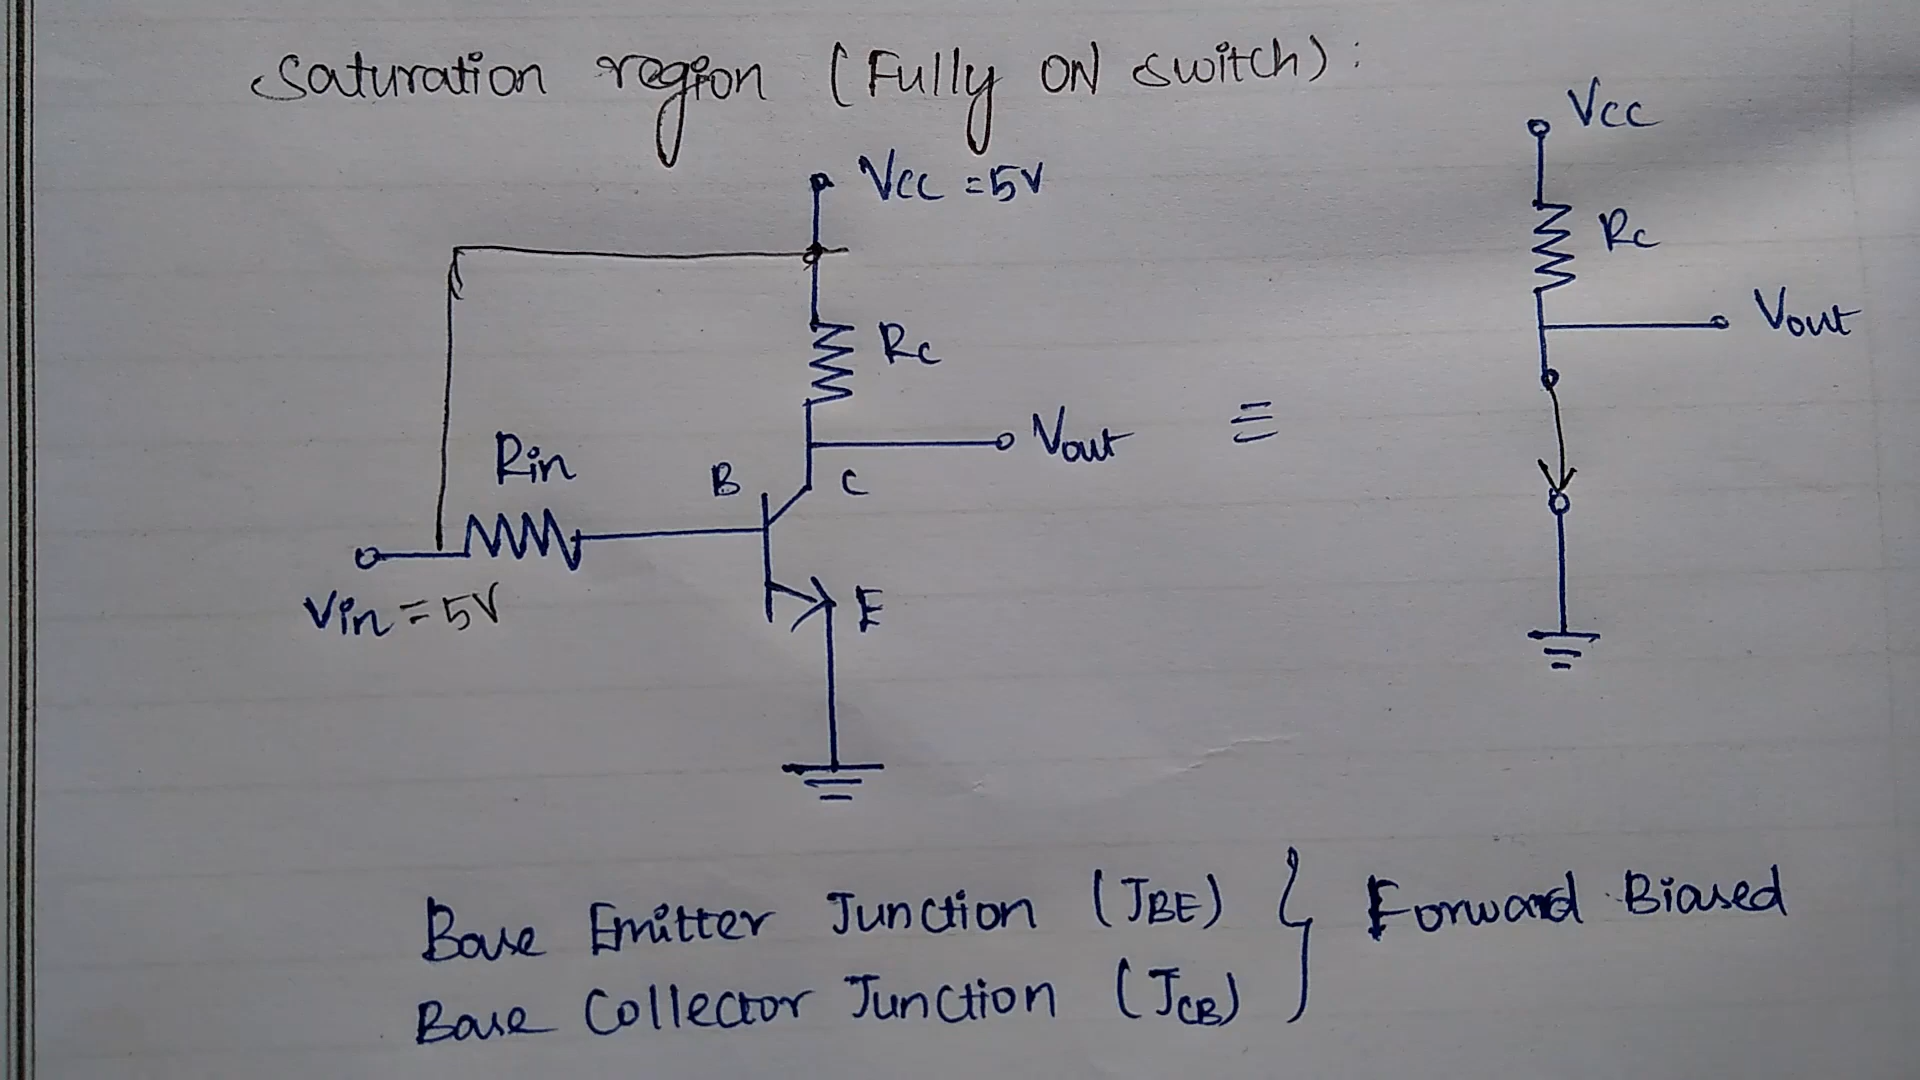 Saturation region (Fully ON switch):
Vcc = 5V
Vcc
Rc
Rc
Vout
Vout
Rin
B
C
=
Vin = 5V
E
Base Emitter Junction (JBE) } Forward Biased
Base Collector Junction (JCB)